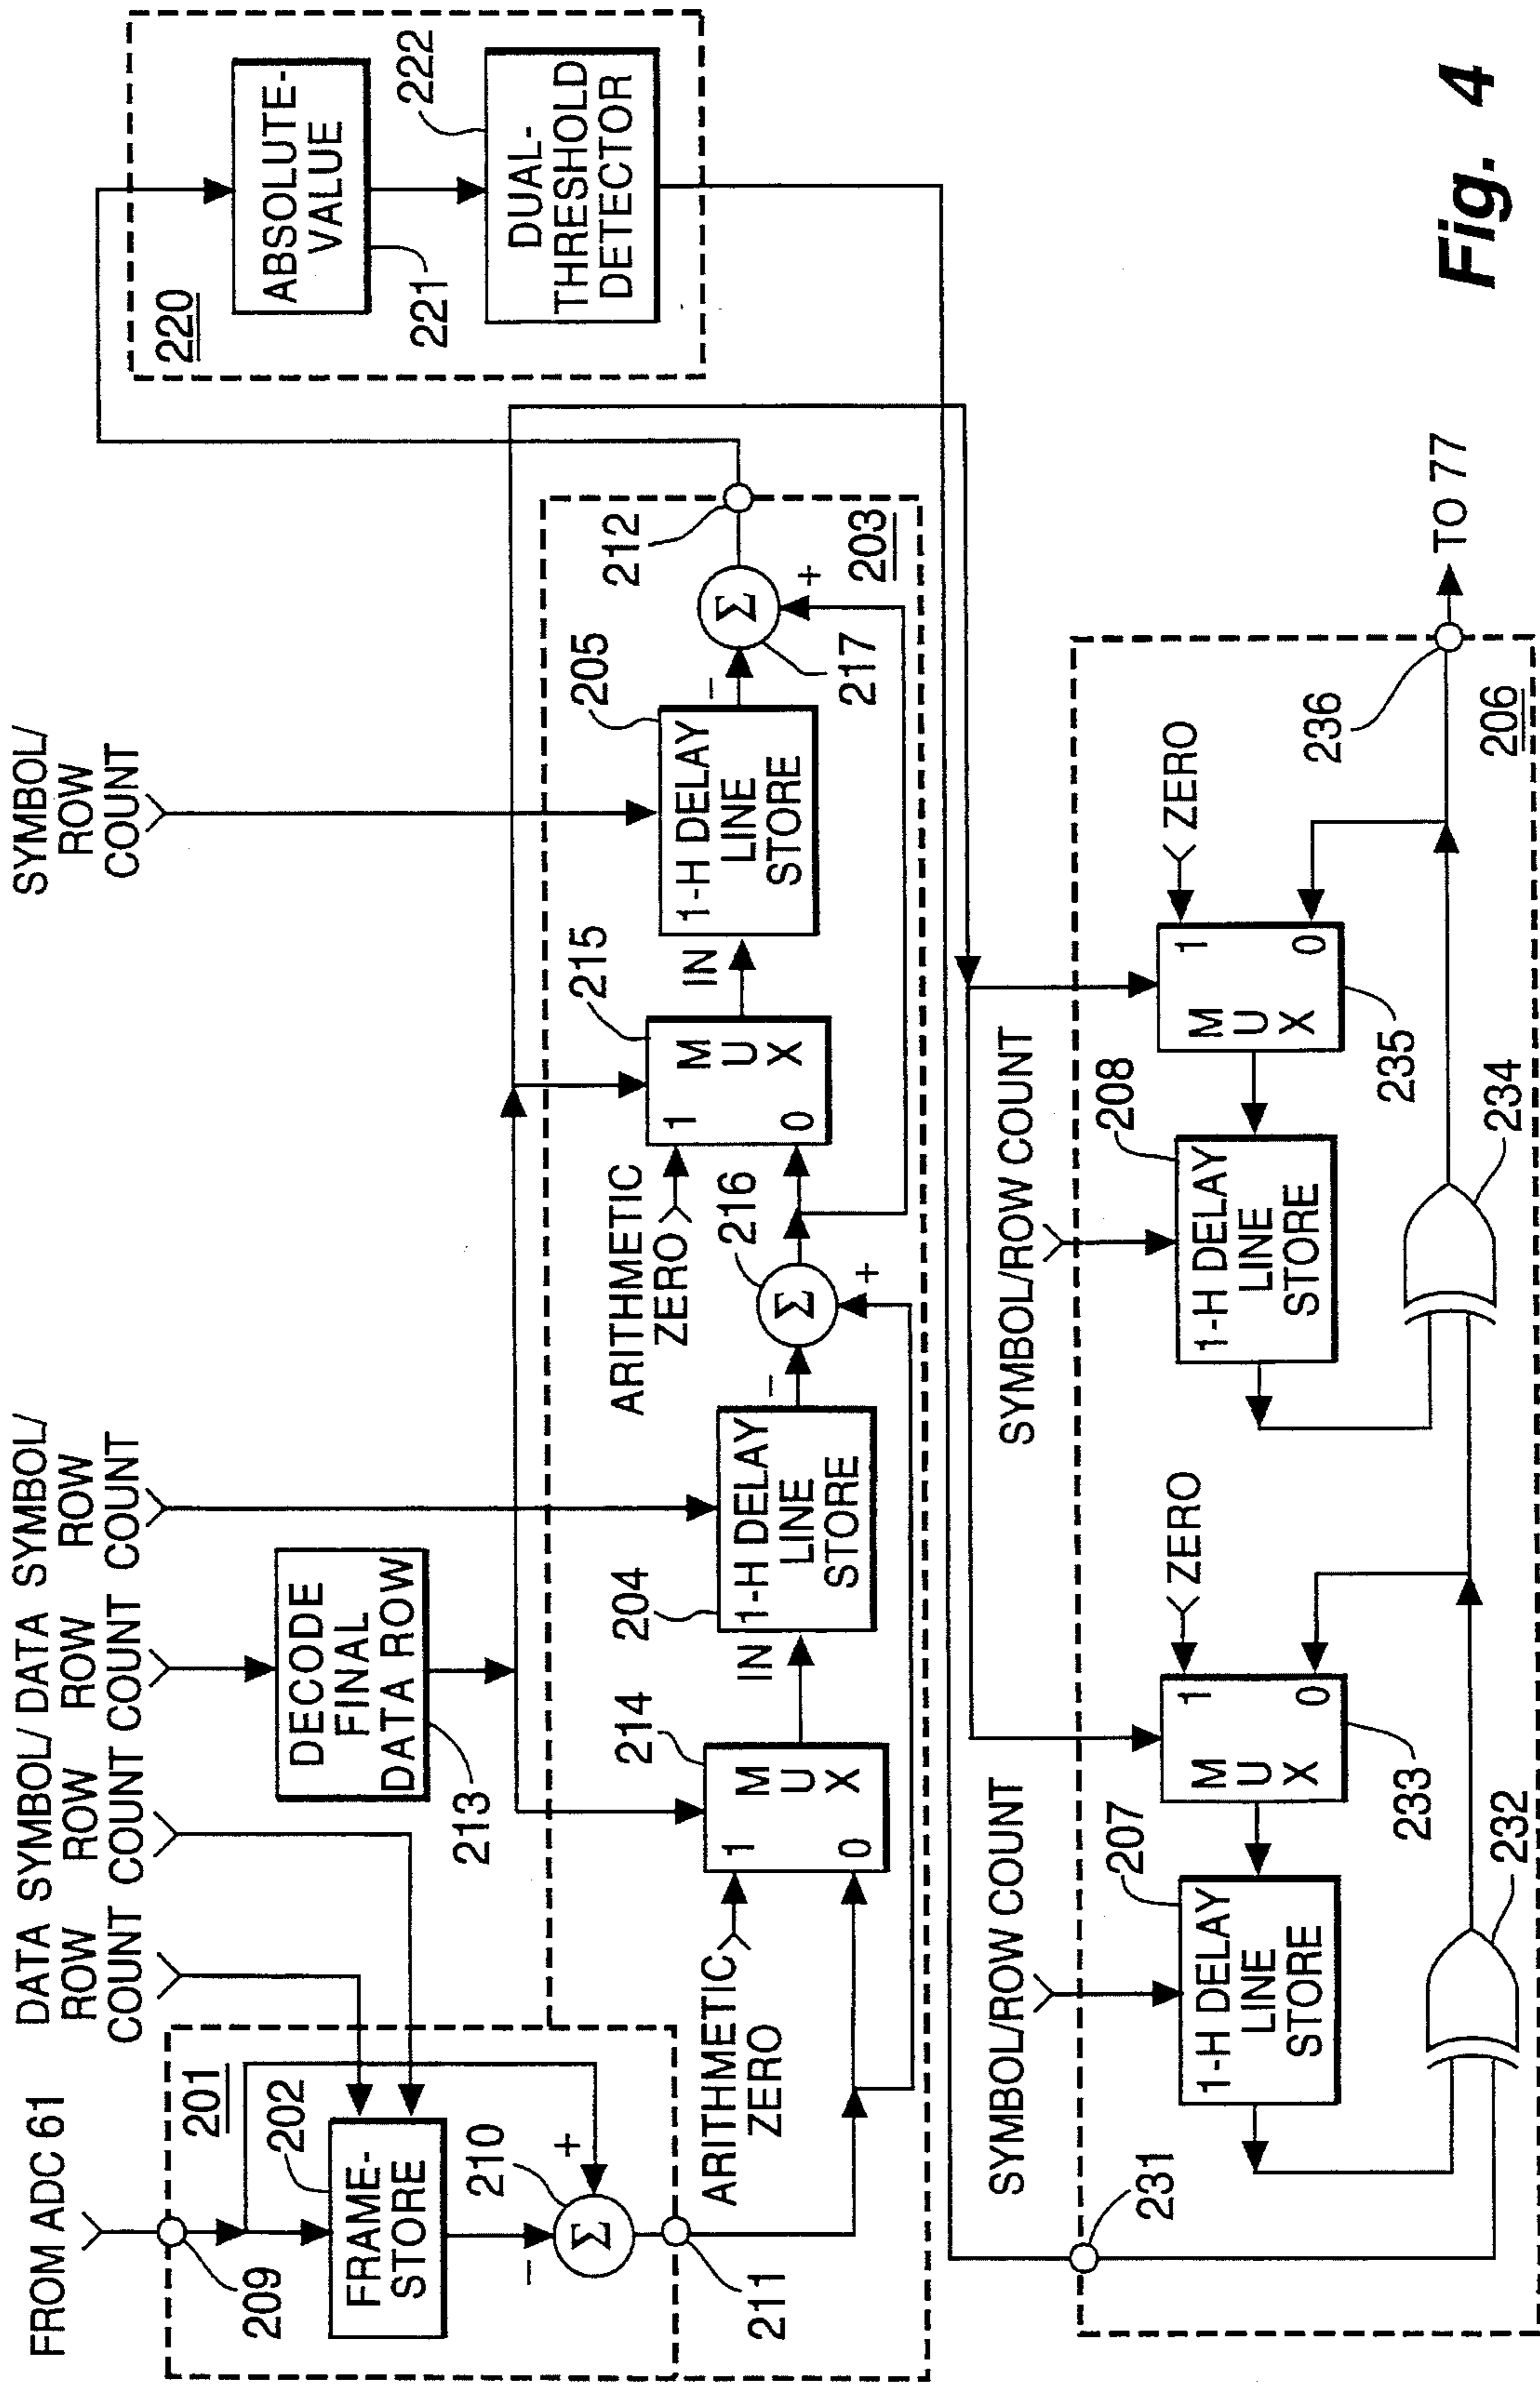 FROM ADC 61
DATA SYMBOL/ DATA SYMBOL/
ROW ROW ROW ROW
COUNT COUNT COUNT COUNT
SYMBOL/
ROW
COUNT
209
201
202
FRAME-
STORE
210
+
−
Σ
211
DECODE
FINAL
DATA ROW
213
ARITHMETIC
ZERO
214
1
0
M
U
X
IN
204
1-H DELAY
LINE
STORE
−
+
Σ
216
ARITHMETIC
ZERO
215
1
0
M
U
X
IN
205
1-H DELAY
LINE
STORE
−
+
Σ
217
212
203
220
ABSOLUTE-
VALUE
221
222
DUAL-
THRESHOLD
DETECTOR
231
SYMBOL/ROW COUNT
207
1-H DELAY
LINE
STORE
M
U
X
1
0
ZERO
233
232
SYMBOL/ROW COUNT
208
1-H DELAY
LINE
STORE
M
U
X
1
0
ZERO
235
234
236
206
TO 77
Fig. 4